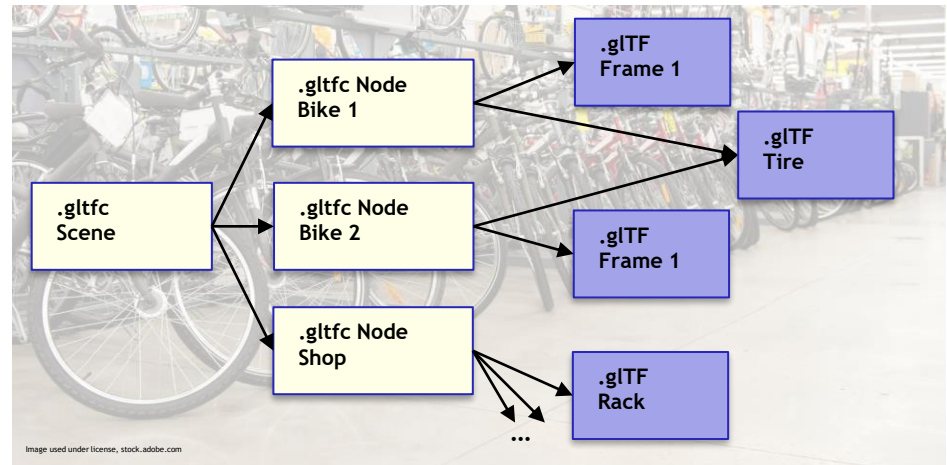 .glTF
Frame 1
.gltfc Node
Bike 1
.glTF
Tire
.gltfc
Scene
.gltfc Node
Bike 2
.glTF
Frame 1
.gltfc Node
Shop
.glTF
Rack
...
Image used under license, stock.adobe.com